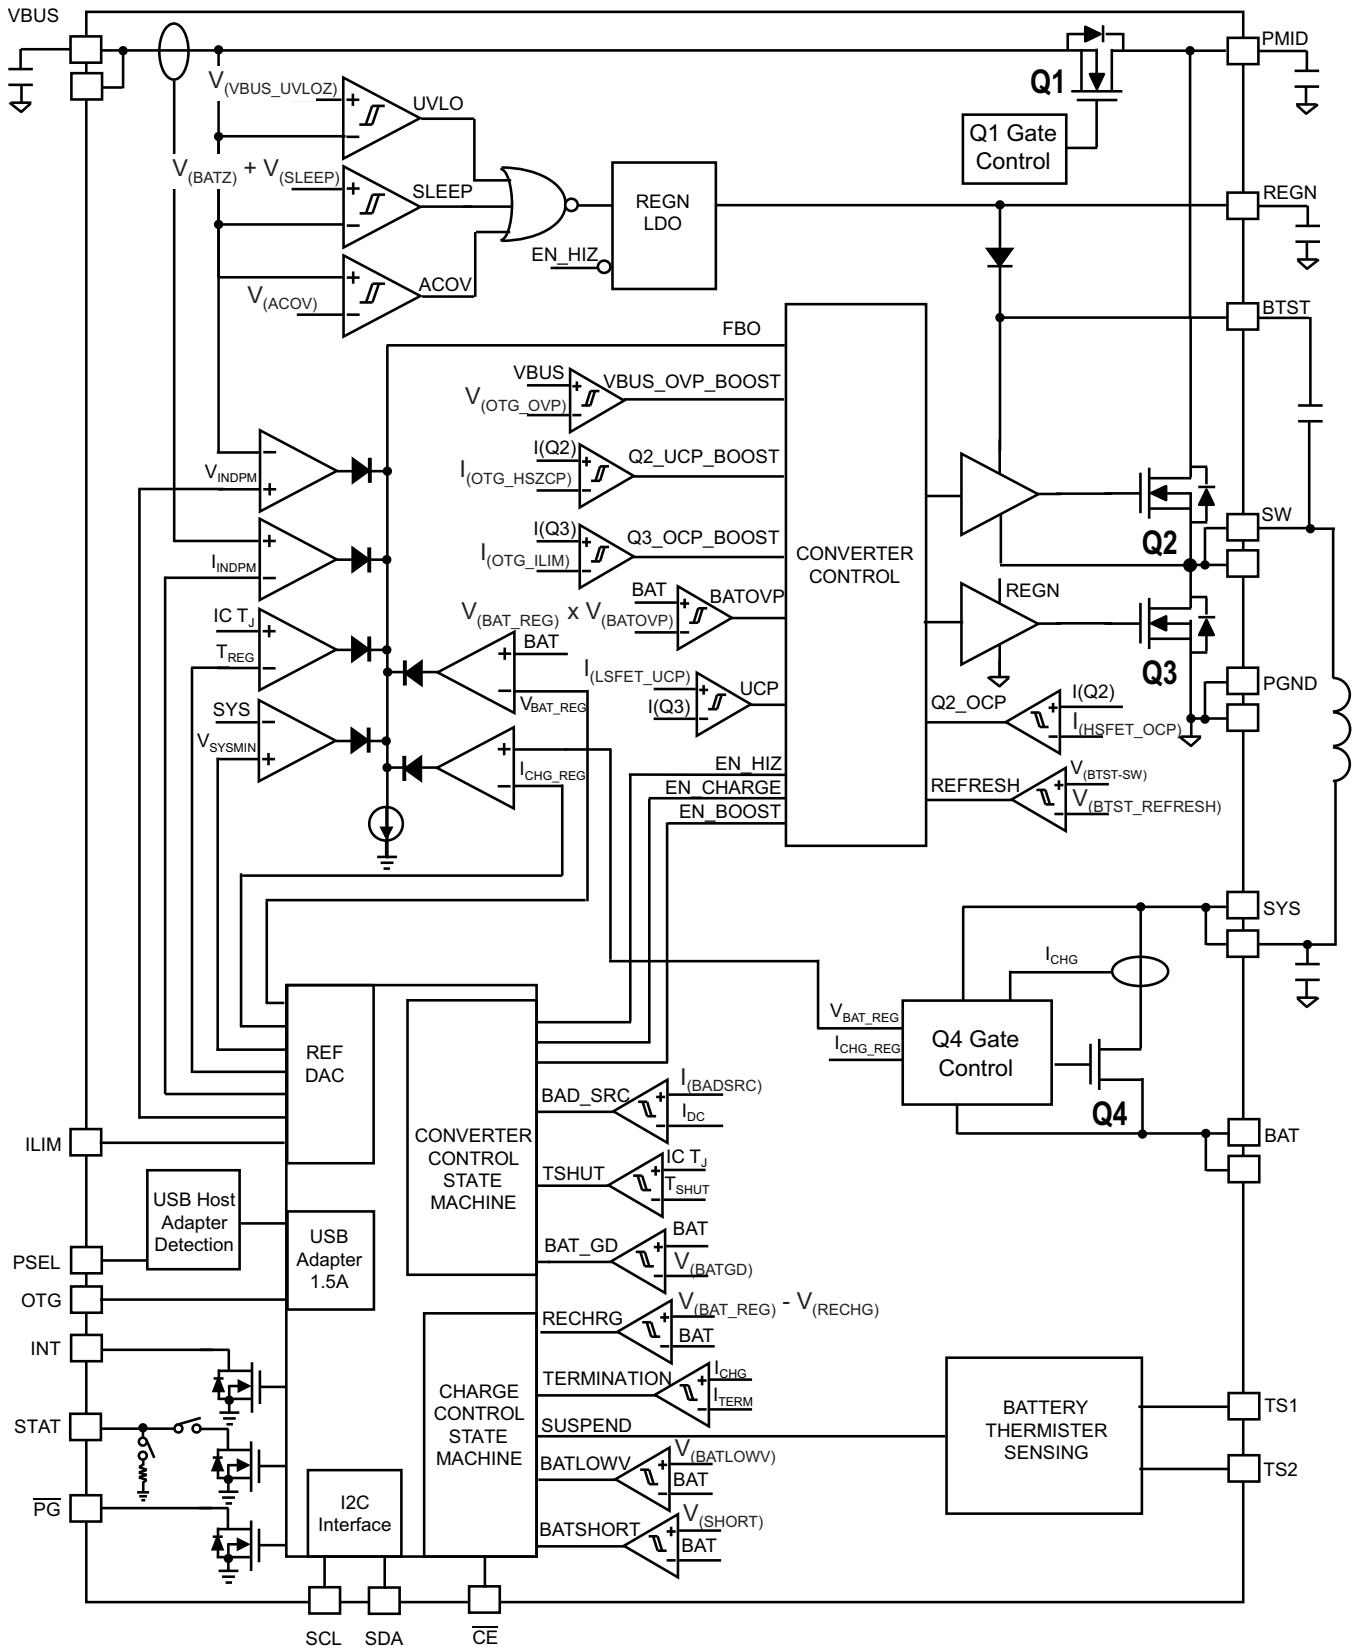 VBUS
PMID
Q1
Q1 Gate
Control
V(VBUS_UVLOZ)
UVLO
V(BATZ) + V(SLEEP)
SLEEP
REGN
LDO
REGN
EN_HIZ
V(ACOV)
ACOV
BTST
FBO
VBUS
V(OTG_OVP)
VBUS_OVP_BOOST
I(Q2)
I(OTG_HSZCP)
Q2_UCP_BOOST
VINDPM
I(Q3)
I(OTG_ILIM)
Q3_OCP_BOOST
CONVERTER
CONTROL
Q2
SW
IINDPM
BAT
V(BAT_REG) x V(BATOVP)
BATOVP
REGN
IC TJ
TREG
BAT
VBAT_REG
Q3
I(LSFET_UCP)
I(Q3)
UCP
PGND
Q2_OCP
I(Q2)
I(HSFET_OCP)
SYS
VSYSMIN
ICHG_REG
EN_HIZ
EN_CHARGE
EN_BOOST
REFRESH
V(BTST-SW)
V(BTST_REFRESH)
SYS
ICHG
VBAT_REG
ICHG_REG
Q4 Gate
Control
Q4
REF
DAC
BAD_SRC
I(BADSRC)
IDC
CONVERTER
CONTROL
STATE
MACHINE
ILIM
BAT
TSHUT
IC TJ
TSHUT
USB Host
Adapter
Detection
USB
Adapter
1.5A
BAT_GD
BAT
V(BATGD)
PSEL
OTG
RECHRG
V(BAT_REG) - V(RECHG)
BAT
INT
TERMINATION
ICHG
ITERM
CHARGE
CONTROL
STATE
MACHINE
SUSPEND
BATTERY
THERMISTER
SENSING
TS1
STAT
BATLOWV
V(BATLOWV)
BAT
TS2
PG
I2C
Interface
BATSHORT
V(SHORT)
BAT
SCL
SDA
CE